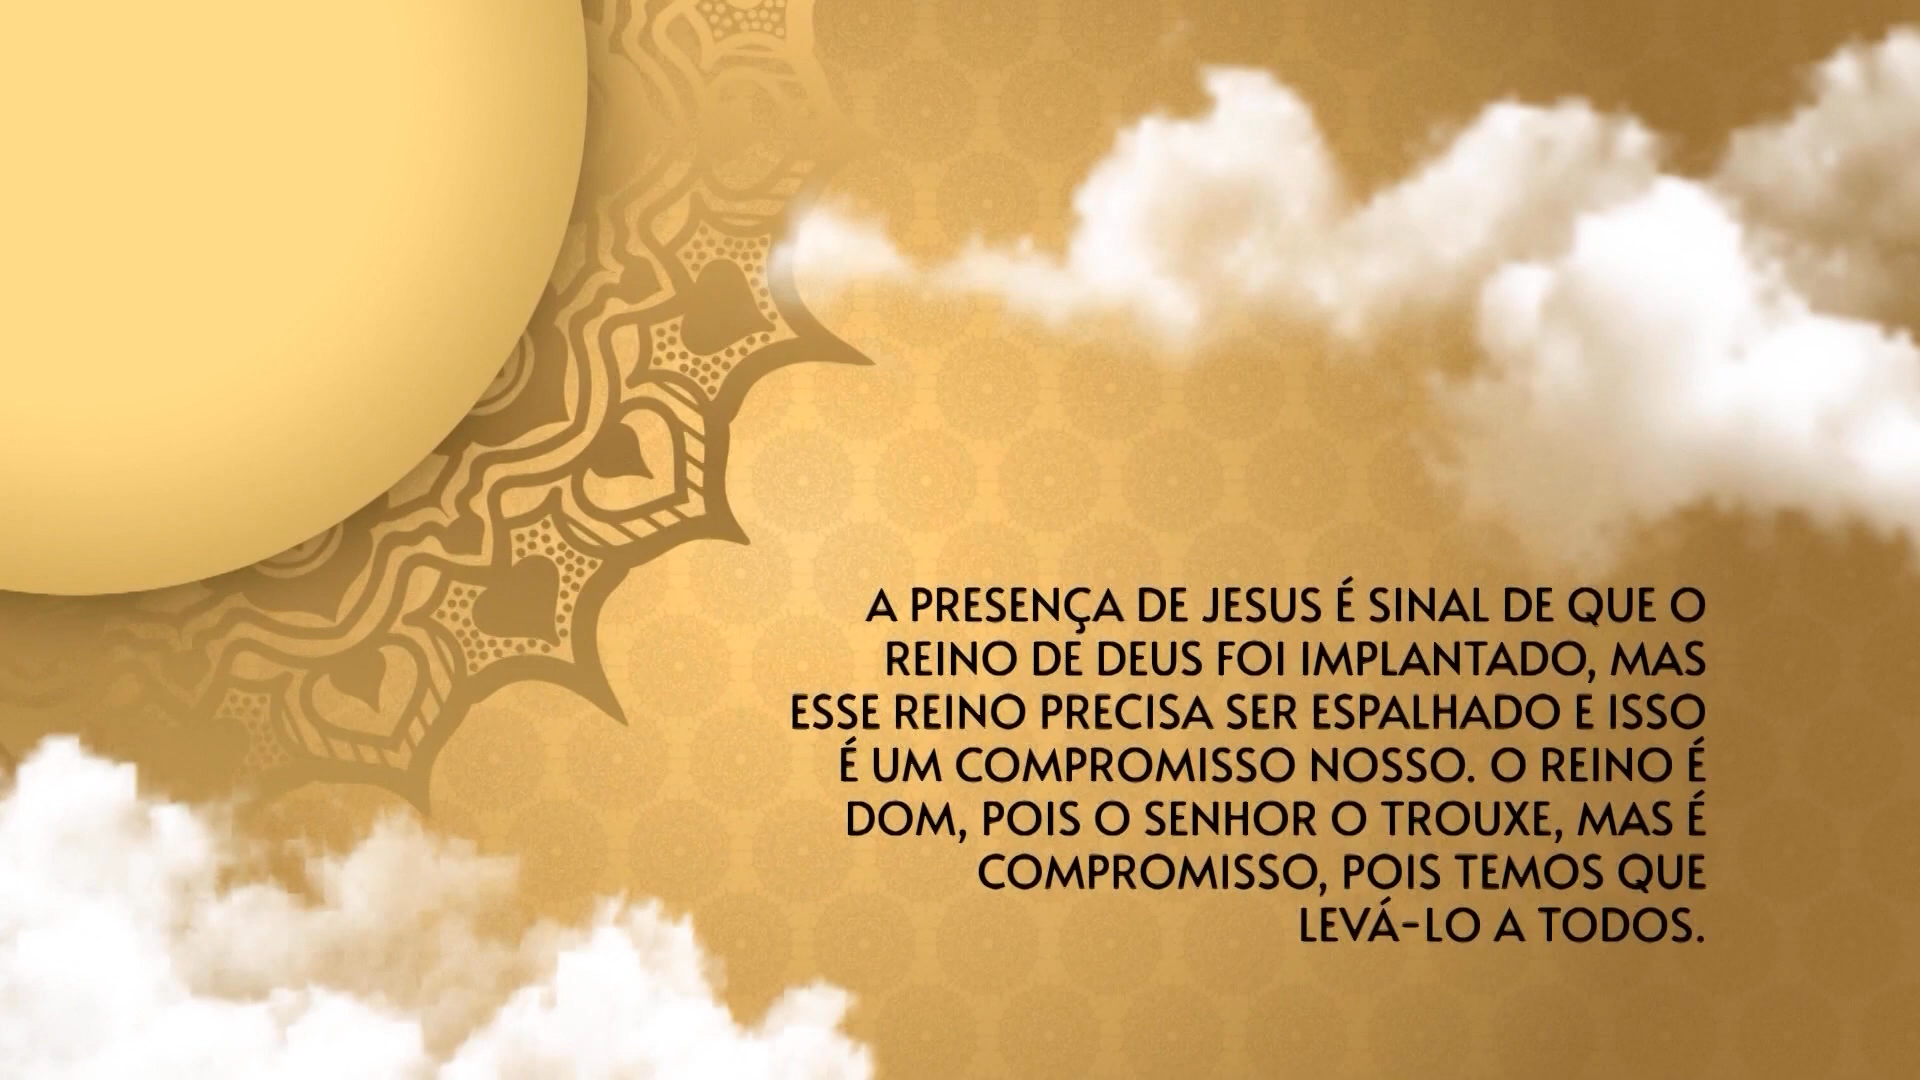 A PRESENÇA DE JESUS É SINAL DE QUE O
REINO DE DEUS FOI IMPLANTADO, MAS
ESSE REINO PRECISA SER ESPALHADO E ISSO
É UM COMPROMISSO NOSSO. O REINO É
DOM, POIS O SENHOR O TROUXE, MAS É
COMPROMISSO, POIS TEMOS QUE
LEVÁ-LO A TODOS.